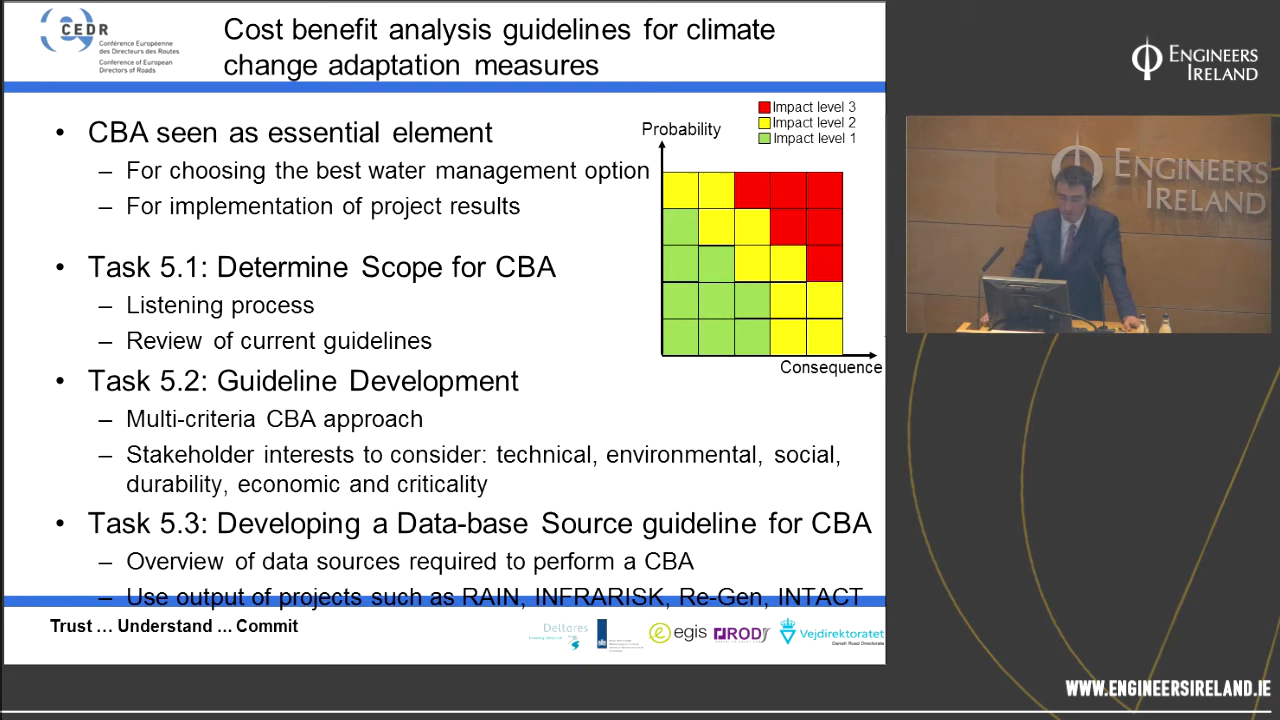 CEDR
Conférence Européenne
des Directeurs des Routes
Conference of European
Directors of Roads
Cost benefit analysis guidelines for climate
change adaptation measures
• CBA seen as essential element
– For choosing the best water management option
– For implementation of project results
• Task 5.1: Determine Scope for CBA
– Listening process
– Review of current guidelines
• Task 5.2: Guideline Development
– Multi-criteria CBA approach
– Stakeholder interests to consider: technical, environmental, social,
durability, economic and criticality
• Task 5.3: Developing a Data-base Source guideline for CBA
– Overview of data sources required to perform a CBA
– Use output of projects such as RAIN, INFRARISK, Re-Gen, INTACT
Impact level 3
Impact level 2
Impact level 1
Probability
Consequence
Trust ... Understand ... Commit
Deltares
egis
ROD
Vejdirektoratet
Danish Road Directorate
ENGINEERS
IRELAND
ENGINEERS
IRELAND
WWW.ENGINEERSIRELAND.IE